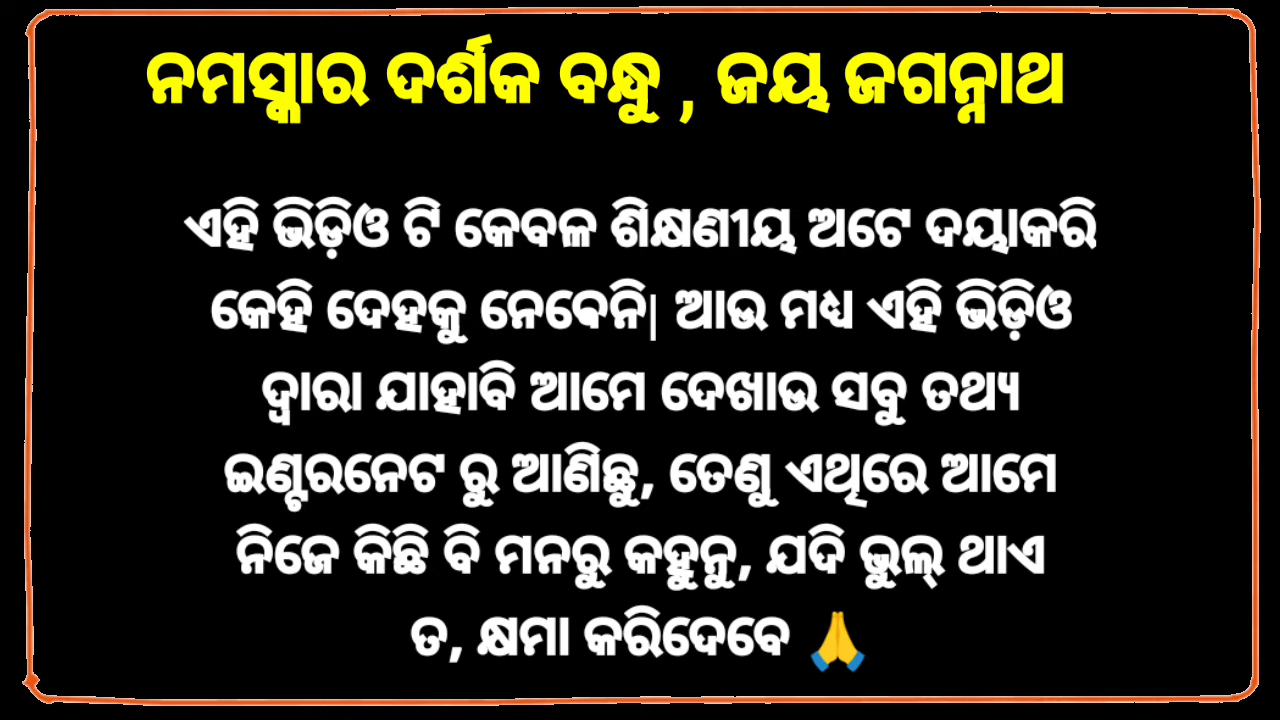 ନମସ୍କାର ଦର୍ଶକ ବନ୍ଧୁ , ଜୟ ଜଗନ୍ନାଥ
ଏହି ଭିଡ଼ିଓ ଟି କେବଳ ଶିକ୍ଷଣୀୟ ଅଟେ ଦୟାକରି
କେହି ଦେହକୁ ନେବେନି| ଆଉ ମଧ୍ୟ ଏହି ଭିଡ଼ିଓ
ଦ୍ୱାରା ଯାହାବି ଆମେ ଦେଖାଉ ସବୁ ତଥ୍ୟ
ଇଣ୍ଟରନେଟ ରୁ ଆଣିଛୁ, ତେଣୁ ଏଥିରେ ଆମେ
ନିଜେ କିଛି ବି ମନରୁ କହୁନୁ, ଯଦି ଭୁଲ୍ ଥାଏ
ତ, କ୍ଷମା କରିଦେବେ 🙏